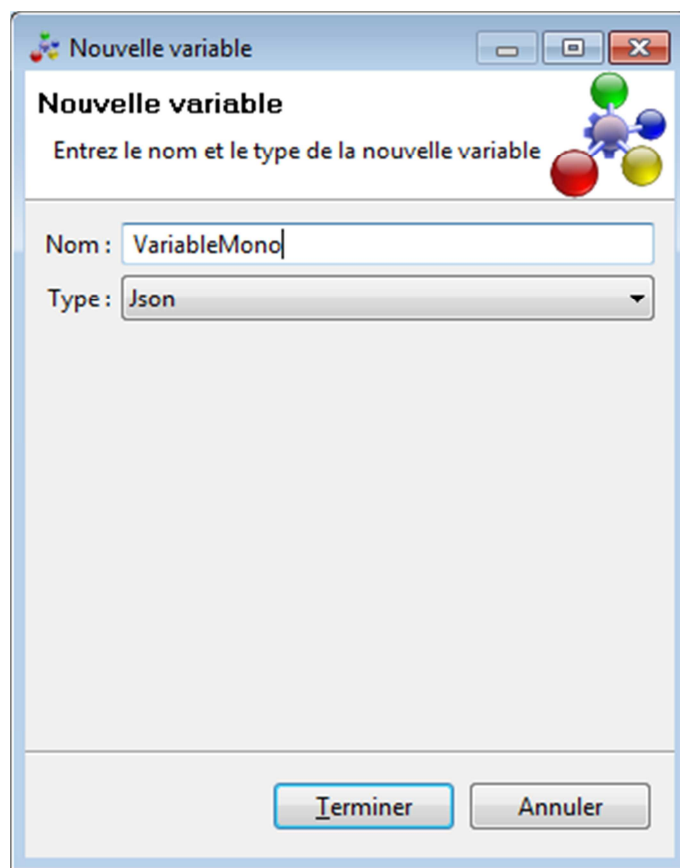 Nouvelle variable
Nouvelle variable
Entrez le nom et le type de la nouvelle variable
Nom : VariableMono
Type : Json
Terminer Annuler